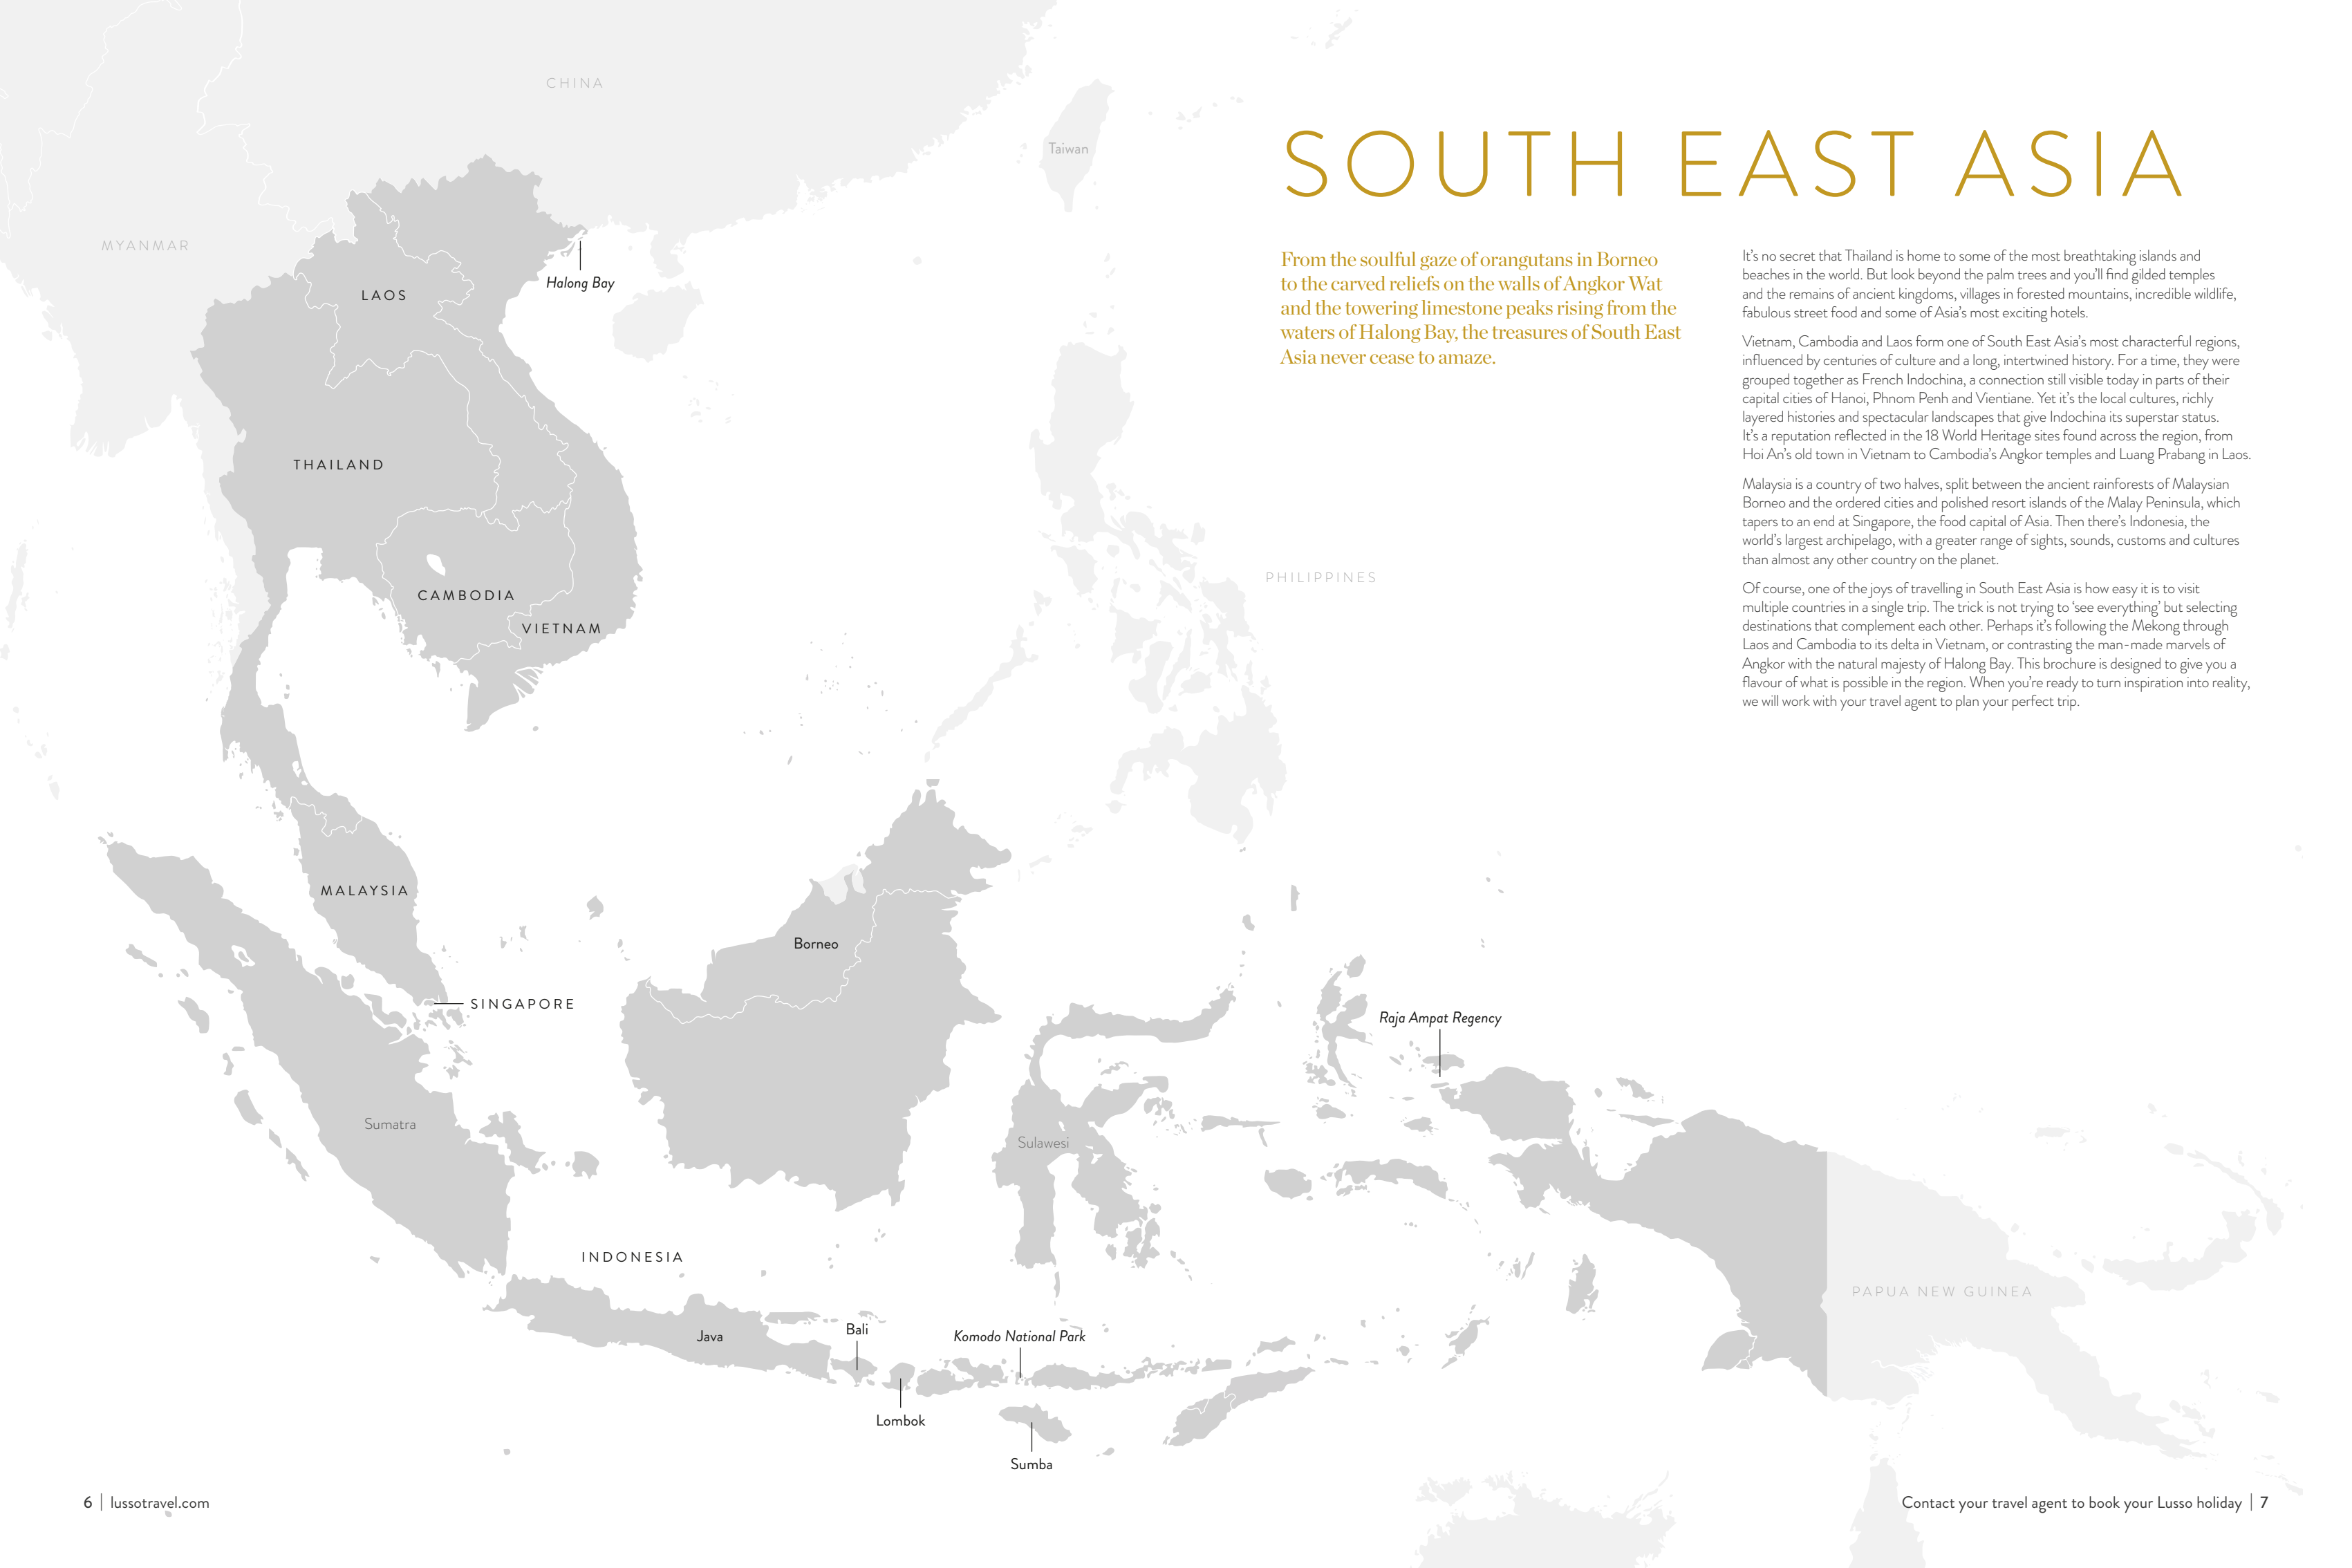 CHINA
Taiwan
MYANMAR
Halong Bay
LAOS
THAILAND
PHILIPPINES
CAMBODIA
VIETNAM
MALAYSIA
Borneo
SINGAPORE
Raja Ampat Regency
Sumatra
Sulawesi
INDONESIA
PAPUA NEW GUINEA
Java
Bali
Komodo National Park
Lombok
Sumba
SOUTH EAST ASIA
From the soulful gaze of orangutans in Borneo
to the carved reliefs on the walls of Angkor Wat
and the towering limestone peaks rising from the
waters of Halong Bay, the treasures of South East
Asia never cease to amaze.
It’s no secret that Thailand is home to some of the most breathtaking islands and
beaches in the world. But look beyond the palm trees and you’ll find gilded temples
and the remains of ancient kingdoms, villages in forested mountains, incredible wildlife,
fabulous street food and some of Asia’s most exciting hotels.
Vietnam, Cambodia and Laos form one of South East Asia’s most characterful regions,
influenced by centuries of culture and a long, intertwined history. For a time, they were
grouped together as French Indochina, a connection still visible today in parts of their
capital cities of Hanoi, Phnom Penh and Vientiane. Yet it’s the local cultures, richly
layered histories and spectacular landscapes that give Indochina its superstar status.
It’s a reputation reflected in the 18 World Heritage sites found across the region, from
Hoi An’s old town in Vietnam to Cambodia’s Angkor temples and Luang Prabang in Laos.
Malaysia is a country of two halves, split between the ancient rainforests of Malaysian
Borneo and the ordered cities and polished resort islands of the Malay Peninsula, which
tapers to an end at Singapore, the food capital of Asia. Then there’s Indonesia, the
world’s largest archipelago, with a greater range of sights, sounds, customs and cultures
than almost any other country on the planet.
Of course, one of the joys of travelling in South East Asia is how easy it is to visit
multiple countries in a single trip. The trick is not trying to ‘see everything’ but selecting
destinations that complement each other. Perhaps it’s following the Mekong through
Laos and Cambodia to its delta in Vietnam, or contrasting the man-made marvels of
Angkor with the natural majesty of Halong Bay. This brochure is designed to give you a
flavour of what is possible in the region. When you’re ready to turn inspiration into reality,
we will work with your travel agent to plan your perfect trip.
6 | lussotravel.com
Contact your travel agent to book your Lusso holiday | 7